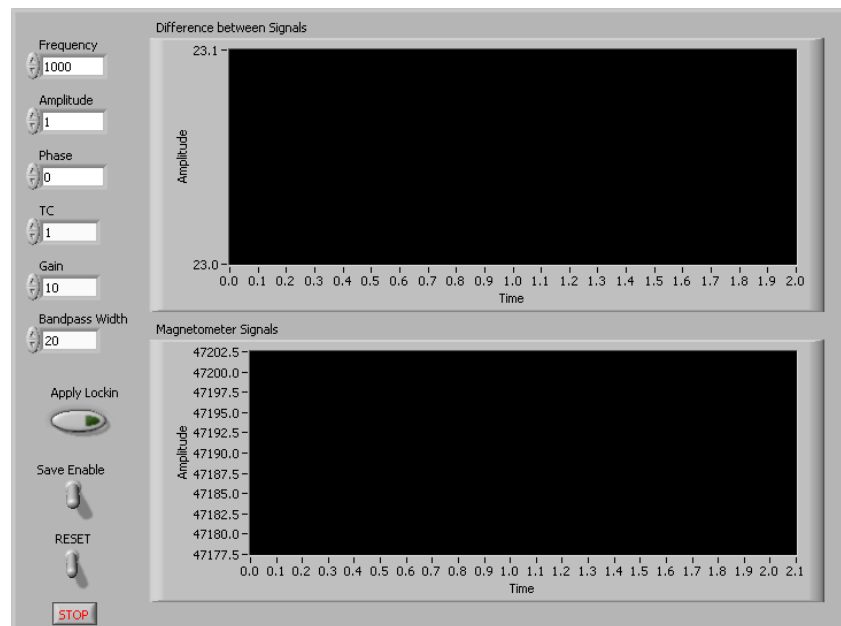 Frequency
1000
Amplitude
1
Phase
0
TC
1
Gain
10
Bandpass Width
20
Apply Lockin
Save Enable
RESET
STOP
Difference between Signals
23.1
Amplitude
23.0
0.0 0.1 0.2 0.3 0.4 0.5 0.6 0.7 0.8 0.9 1.0 1.1 1.2 1.3 1.4 1.5 1.6 1.7 1.8 1.9 2.0
Time
Magnetometer Signals
47202.5
47200.0
47197.5
47195.0
47192.5
47190.0
47187.5
47185.0
47182.5
47180.0
47177.5
Amplitude
0.0 0.1 0.2 0.3 0.4 0.5 0.6 0.7 0.8 0.9 1.0 1.1 1.2 1.3 1.4 1.5 1.6 1.7 1.8 1.9 2.0 2.1
Time